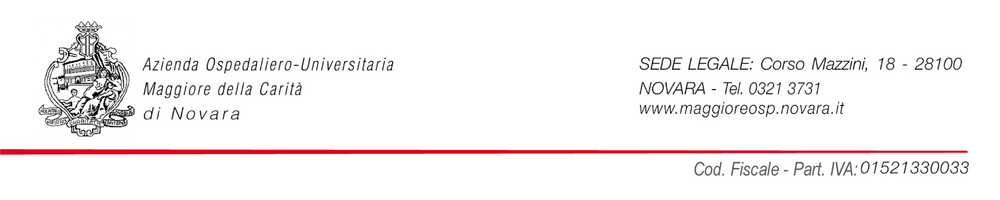 Azienda Ospedaliero-Universitaria
Maggiore della Carità
di Novara
HOSPITALIS NOVARIÆ
MAIORIS CHARITATIS CIVITATIS
SEDE LEGALE: Corso Mazzini, 18 - 28100
NOVARA - Tel. 0321 3731
www.maggioreosp.novara.it
Cod. Fiscale - Part. IVA:01521330033